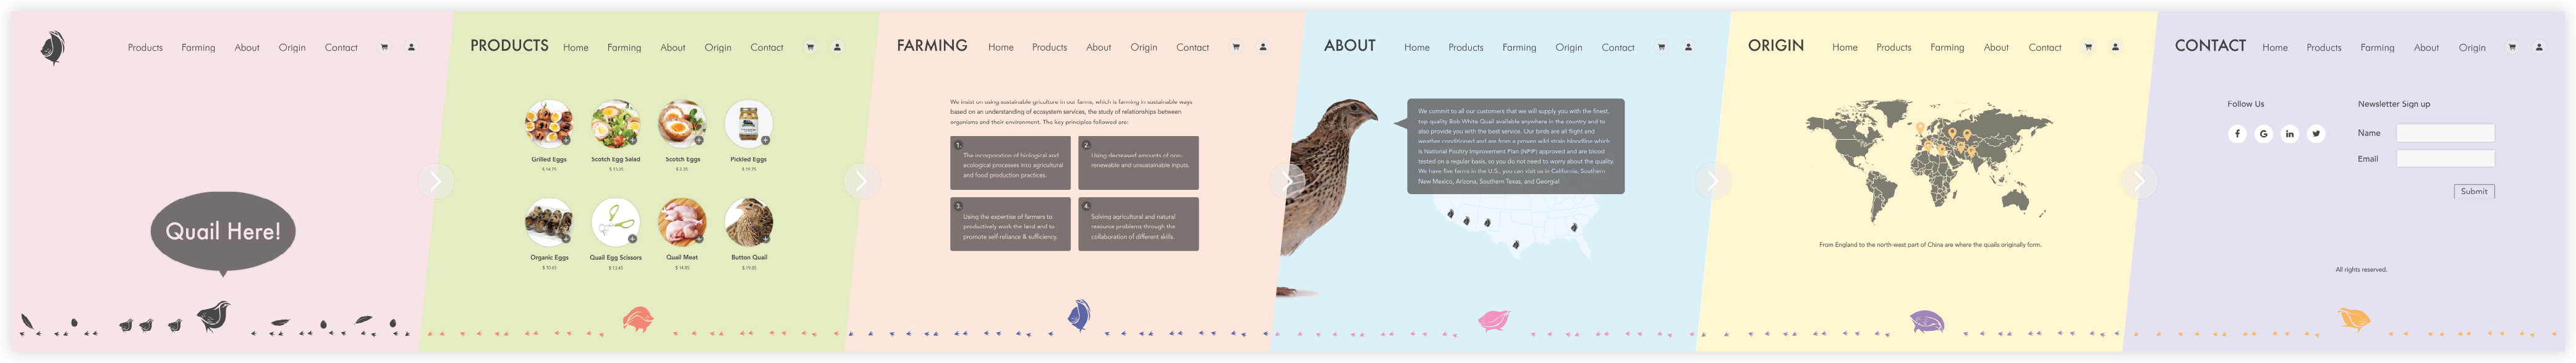 Products Farming About Origin Contact
Quail Here!
PRODUCTS Home Farming About Origin Contact
Grilled Eggs Scotch Egg Salad Scotch Eggs Pickled Eggs
$ 14.75 $ 13.25 $ 2.35 $ 19.75
Organic Eggs Quail Egg Scissors Quail Meat Button Quail
$ 10.65 $ 13.45 $ 14.85 $ 19.85
FARMING Home Products About Origin Contact
We insist on using sustainable griculture in our farms, which is farming in sustainable ways
based on an understanding of ecosystem services, the study of relationships between
organisms and their environment. The key principles followed are:
1.
The incorporation of biological and
ecological processes into agricultural
and food production practices.
2.
Using decreased amounts of non-
renewable and unsustainable inputs.
3.
Using the expertise of farmers to
productively work the land and to
promote self-reliance & sufficiency.
4.
Solving agricultural and natural
resource problems through the
collaboration of different skills.
ABOUT Home Products Farming Origin Contact
We commit to all our customers that we will supply you with the finest,
top quality Bob White Quail available anywhere in the country and to
also provide you with the best service. Our birds are all flight and
weather conditioned and are from a proven wild strain bloodline which
is National Poultry Improvement Plan (NPIP) approved and are blood
tested on a regular basis, so you do not need to worry about the quality.
We have five farms in the U.S., you can visit us in California, Southern
New Mexico, Arizona, Southern Texas, and Georgia!
ORIGIN Home Products Farming About Contact
From England to the north-west part of China are where the quails originally form.
CONTACT Home Products Farming About Origin
Follow Us
Newsletter Sign up
Name
Email
Submit
All rights reserved.